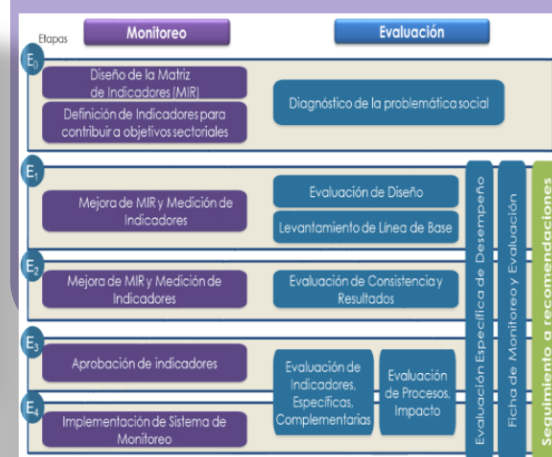 Etapas
Monitoreo
Evaluación
E0
Diseño de la Matriz
de Indicadores (MIR)
Definición de Indicadores para
contribuir a objetivos sectoriales
Diagnóstico de la problemática social
E1
Mejora de MIR y Medición de
Indicadores
Evaluación de Diseño
Levantamiento de Línea de Base
E2
Mejora de MIR y Medición de
Indicadores
Evaluación de Consistencia y
Resultados
E3
Aprobación de indicadores
E4
Implementación de Sistema de
Monitoreo
Evaluación de
Indicadores,
Específicas,
Complementarias
Evaluación
de Procesos,
Impacto
Evaluación Específica de Desempeño
Ficha de Monitoreo y Evaluación
Seguimiento a recomendaciones